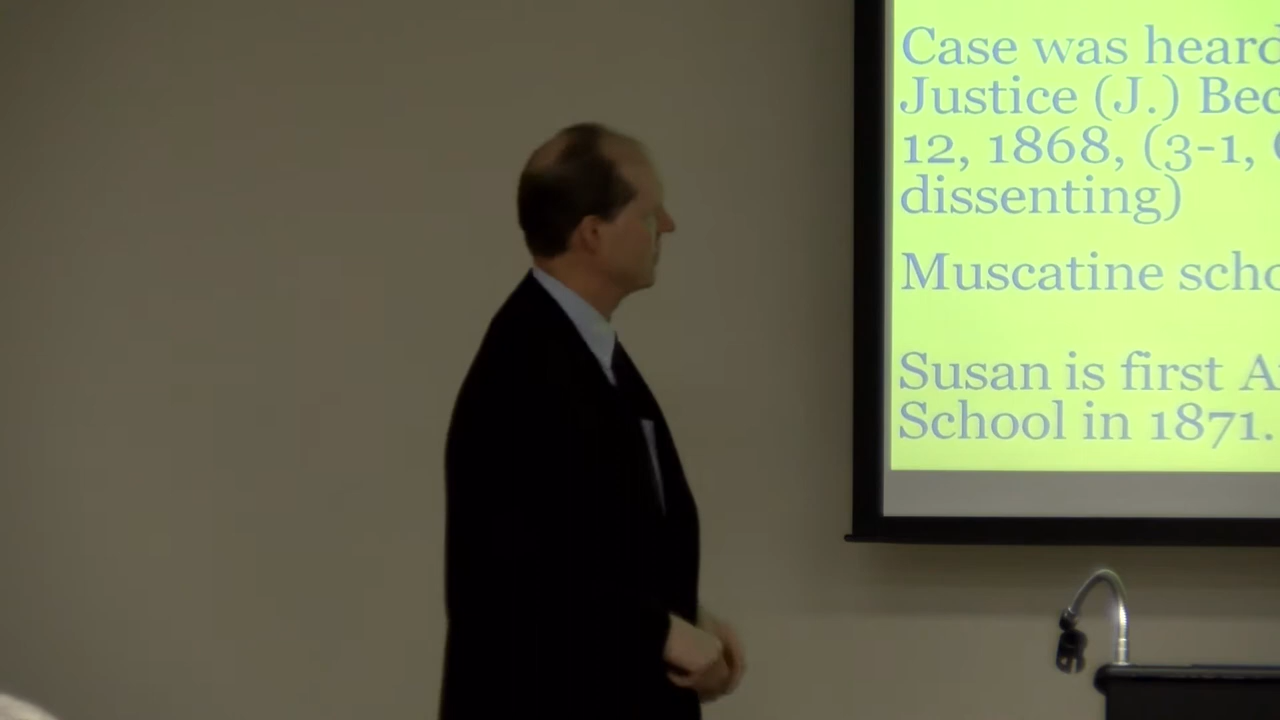 Case was heard
Justice (J.) Bec
12, 1868, (3-1,
dissenting)
Muscatine scho
Susan is first A
School in 1871.